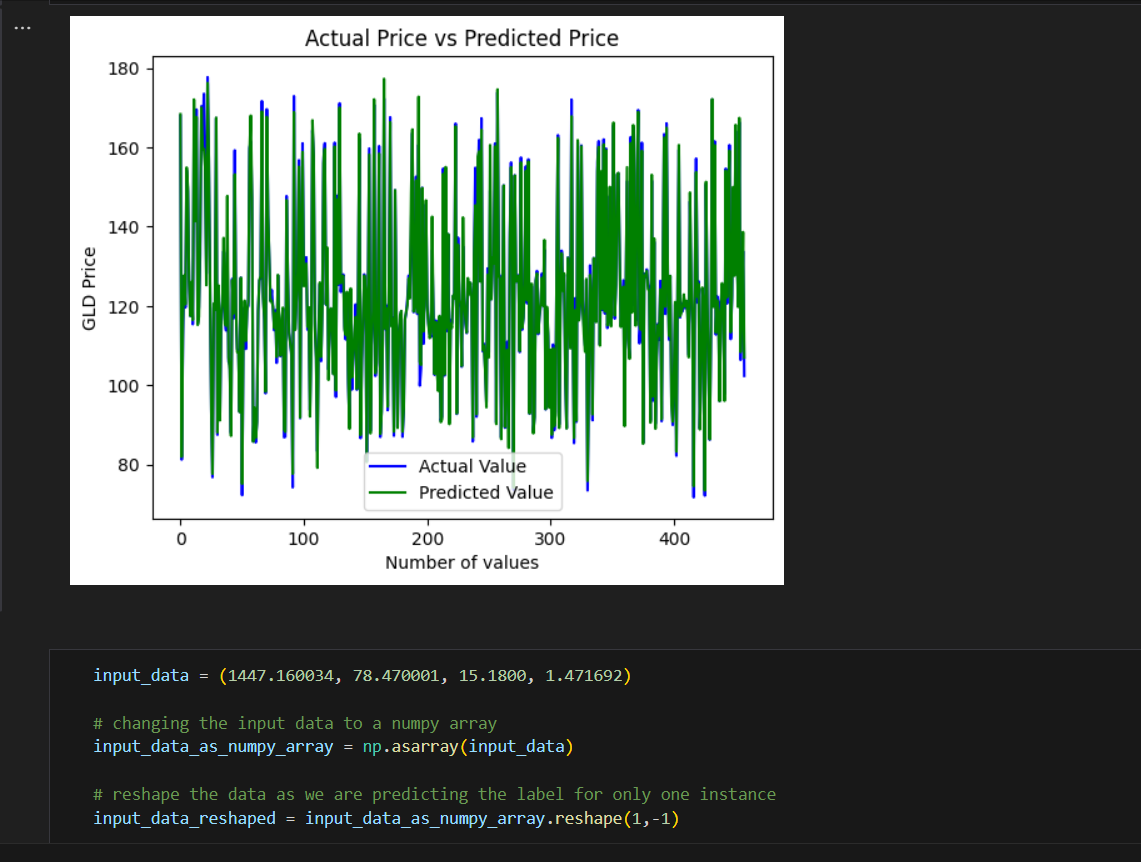 ...
Actual Price vs Predicted Price
180
160
140
120
100
80
GLD Price
Actual Value
Predicted Value
0
100
200
300
400
Number of values
input_data = (1447.160034, 78.470001, 15.1800, 1.471692)
# changing the input data to a numpy array
input_data_as_numpy_array = np.asarray(input_data)
# reshape the data as we are predicting the label for only one instance
input_data_reshaped = input_data_as_numpy_array.reshape(1,-1)